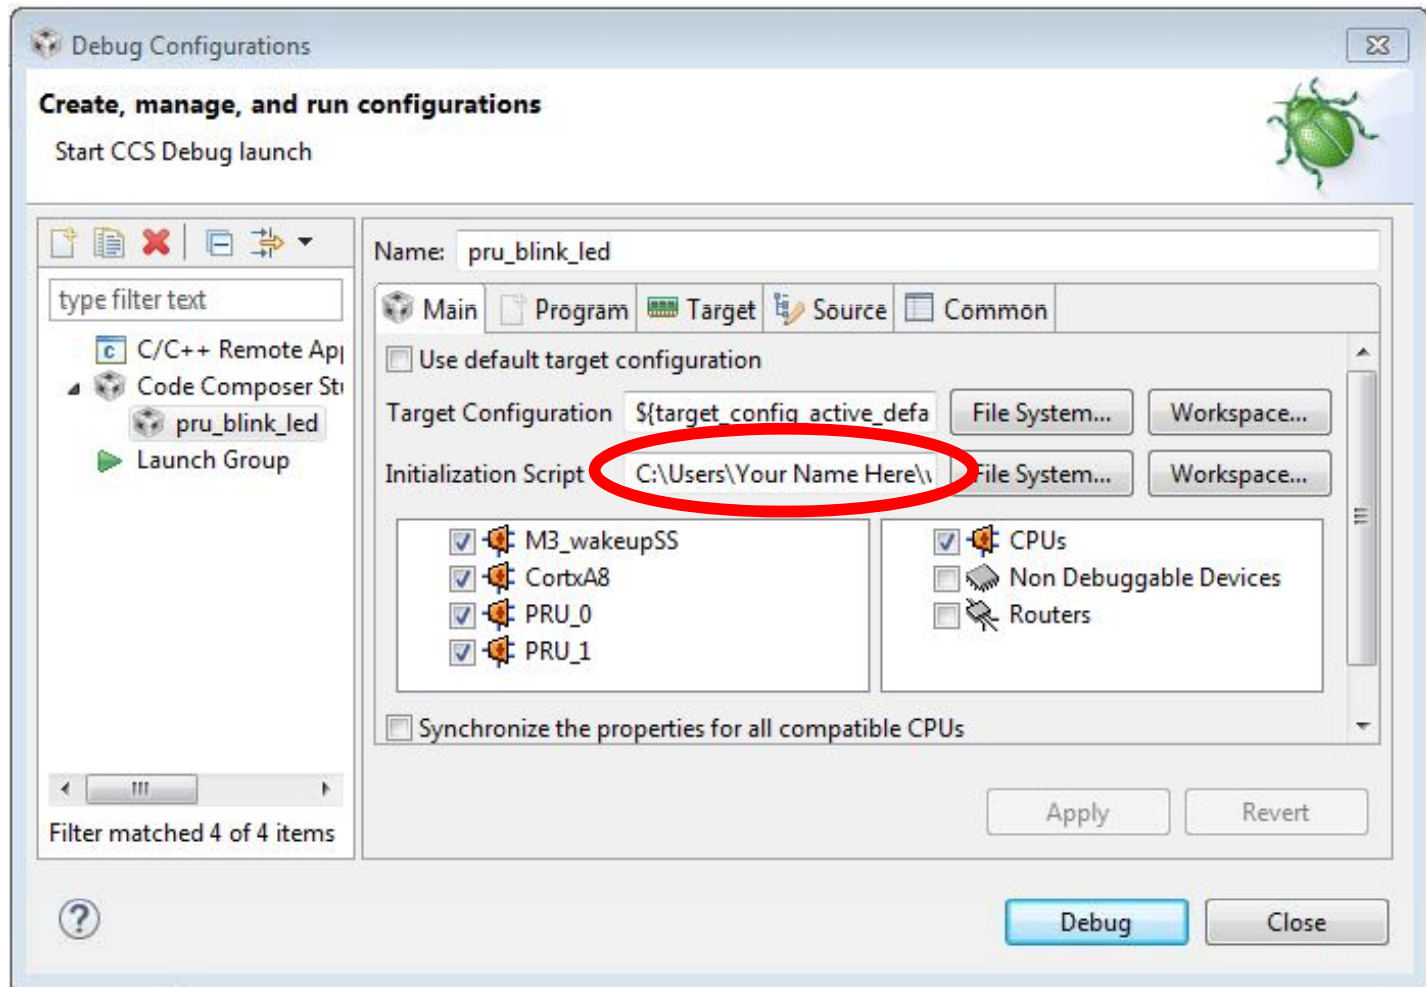 Debug Configurations
Create, manage, and run configurations
Start CCS Debug launch
type filter text
C/C++ Remote App
Code Composer Stu
pru_blink_led
Launch Group
Filter matched 4 of 4 items
Name: pru_blink_led
Main Program Target Source Common
Use default target configuration
Target Configuration ${target_config_active_defa File System... Workspace...
Initialization Script C:\Users\Your Name Here\ File System... Workspace...
M3_wakeupSS
CortxA8
PRU_0
PRU_1
CPUs
Non Debuggable Devices
Routers
Synchronize the properties for all compatible CPUs
Apply Revert
Debug Close